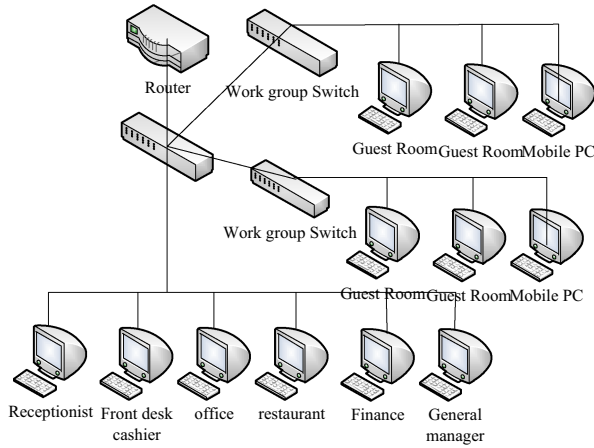 Router
Work group Switch
Guest Room Guest Room Mobile PC
Work group Switch
Guest Room Guest Room Mobile PC
Receptionist Front desk office restaurant Finance General
cashier manager